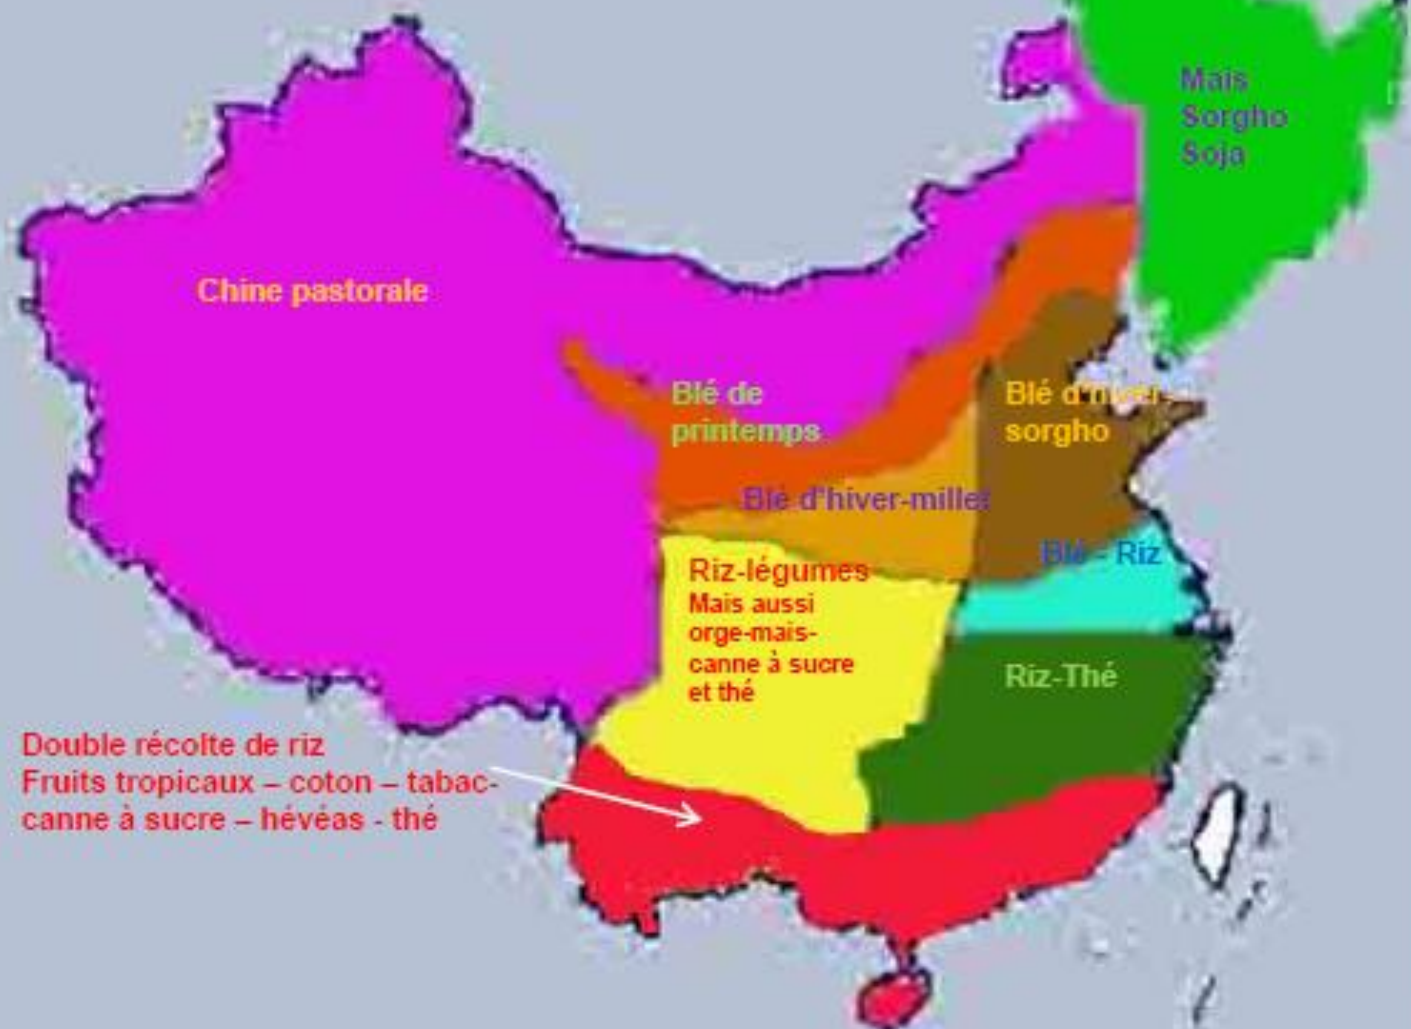 Mais
Sorgho
Soja
Chine pastorale
Blé de
printemps
Blé d'hiver-
sorgho
Blé d'hiver-millet
Blé - Riz
Riz-légumes
Mais aussi
orge-mais-
canne à sucre
et thé
Riz-Thé
Double récolte de riz
Fruits tropicaux – coton – tabac-
canne à sucre – hévéas - thé